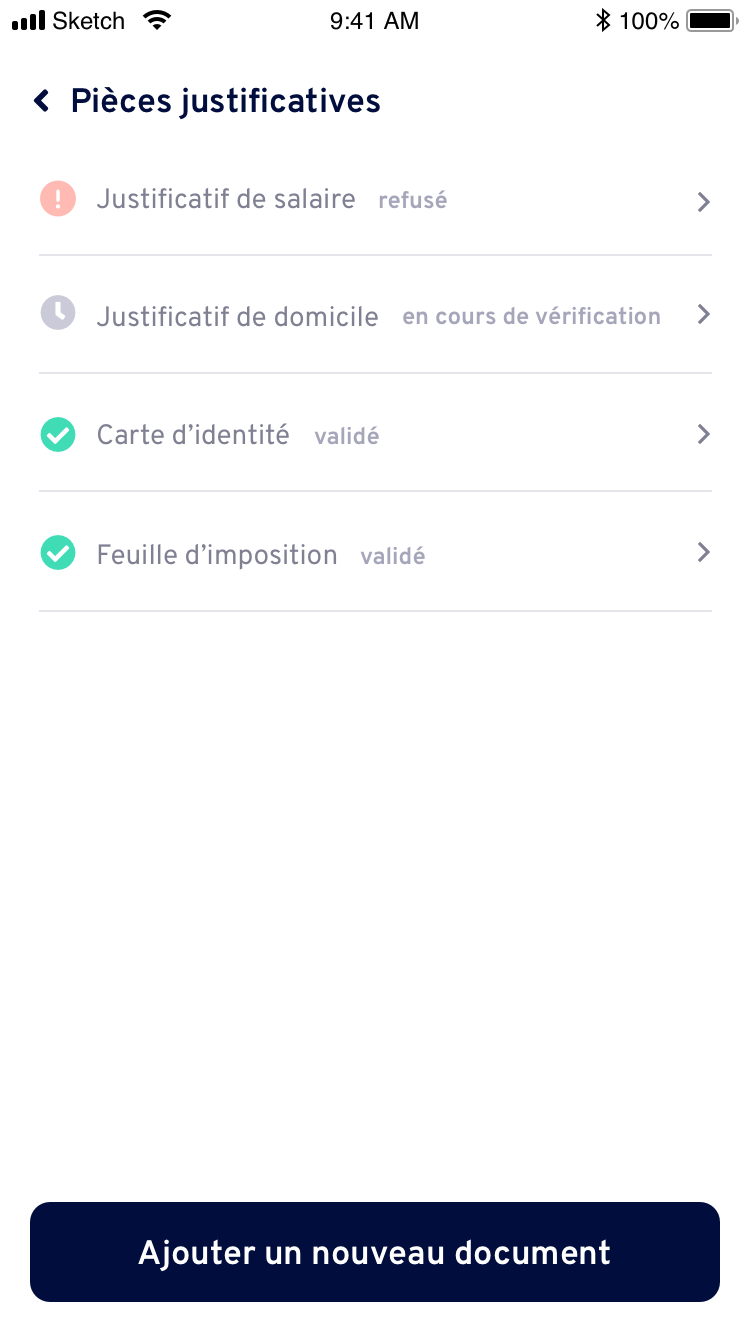 Sketch 9:41 AM 100%
Pièces justificatives
Justificatif de salaire refusé
Justificatif de domicile en cours de vérification
Carte d’identité validé
Feuille d’imposition validé
Ajouter un nouveau document